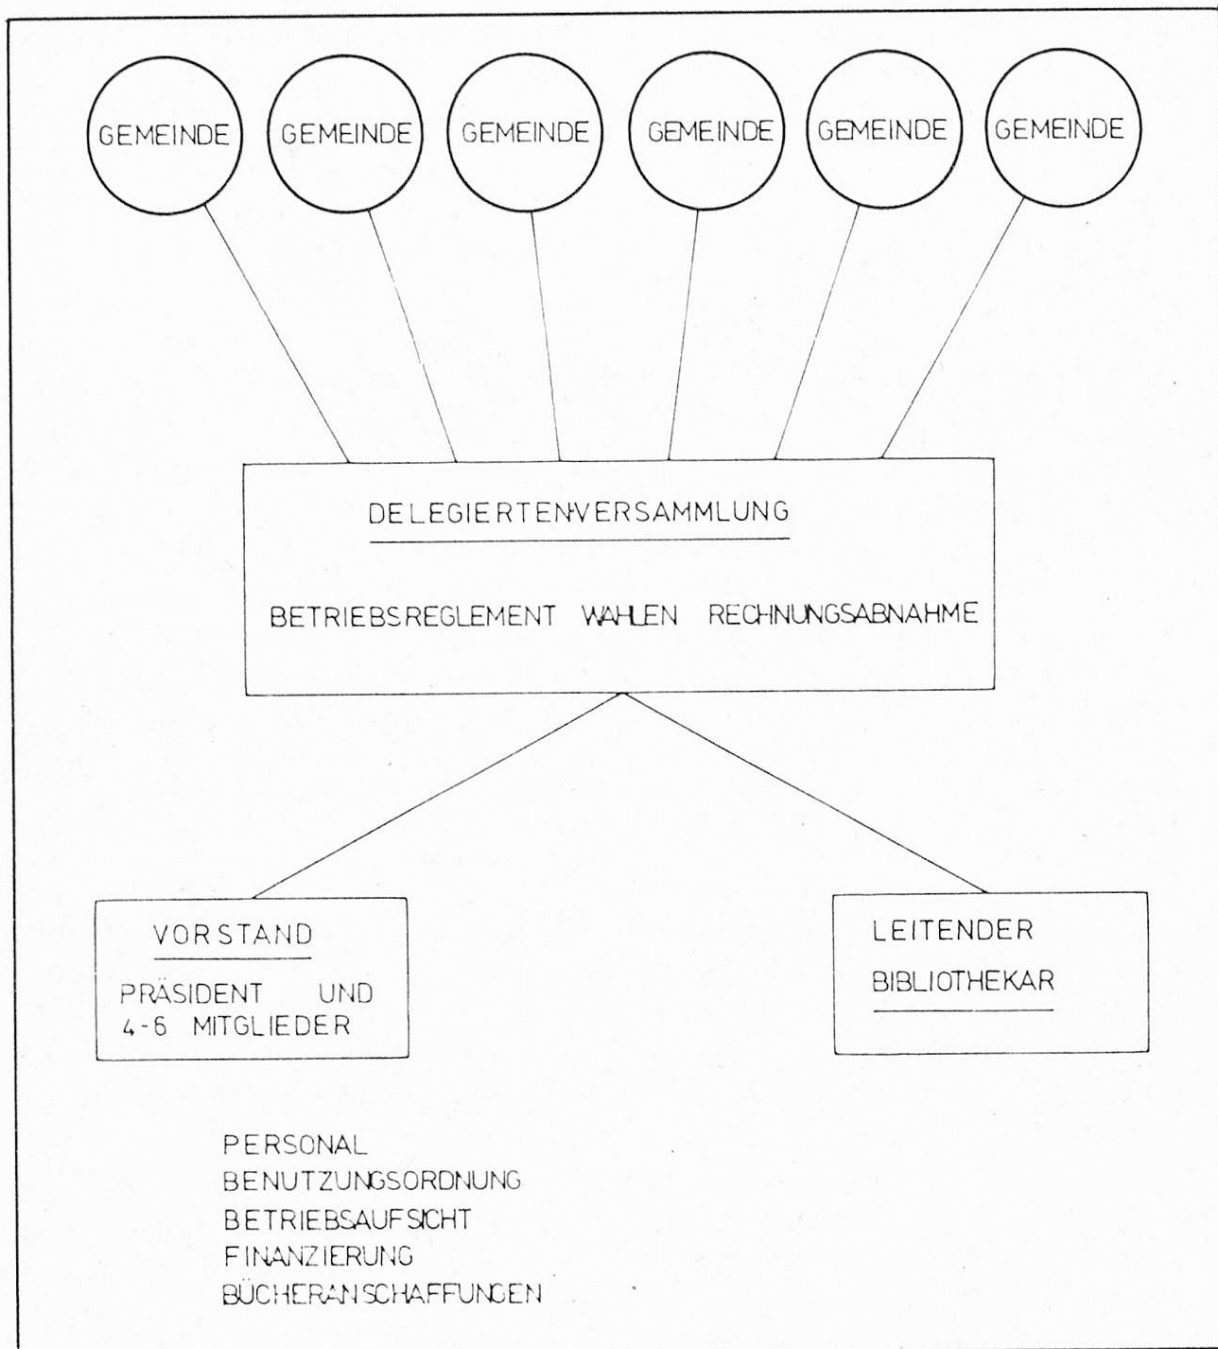 GEMEINDE GEMEINDE GEMEINDE GEMEINDE GEMEINDE GEMEINDE
DELEGIERTENVERSAMMLUNG
BETRIEBSREGLEMENT WAHLEN RECHNUNGSABNAHME
VORSTAND
PRÄSIDENT UND
4-6 MITGLIEDER
LEITENDER
BIBLIOTHEKAR
PERSONAL
BENUTZUNGSORDNUNG
BETRIEBSAUFSICHT
FINANZIERUNG
BÜCHERANSCHAFFUNGEN